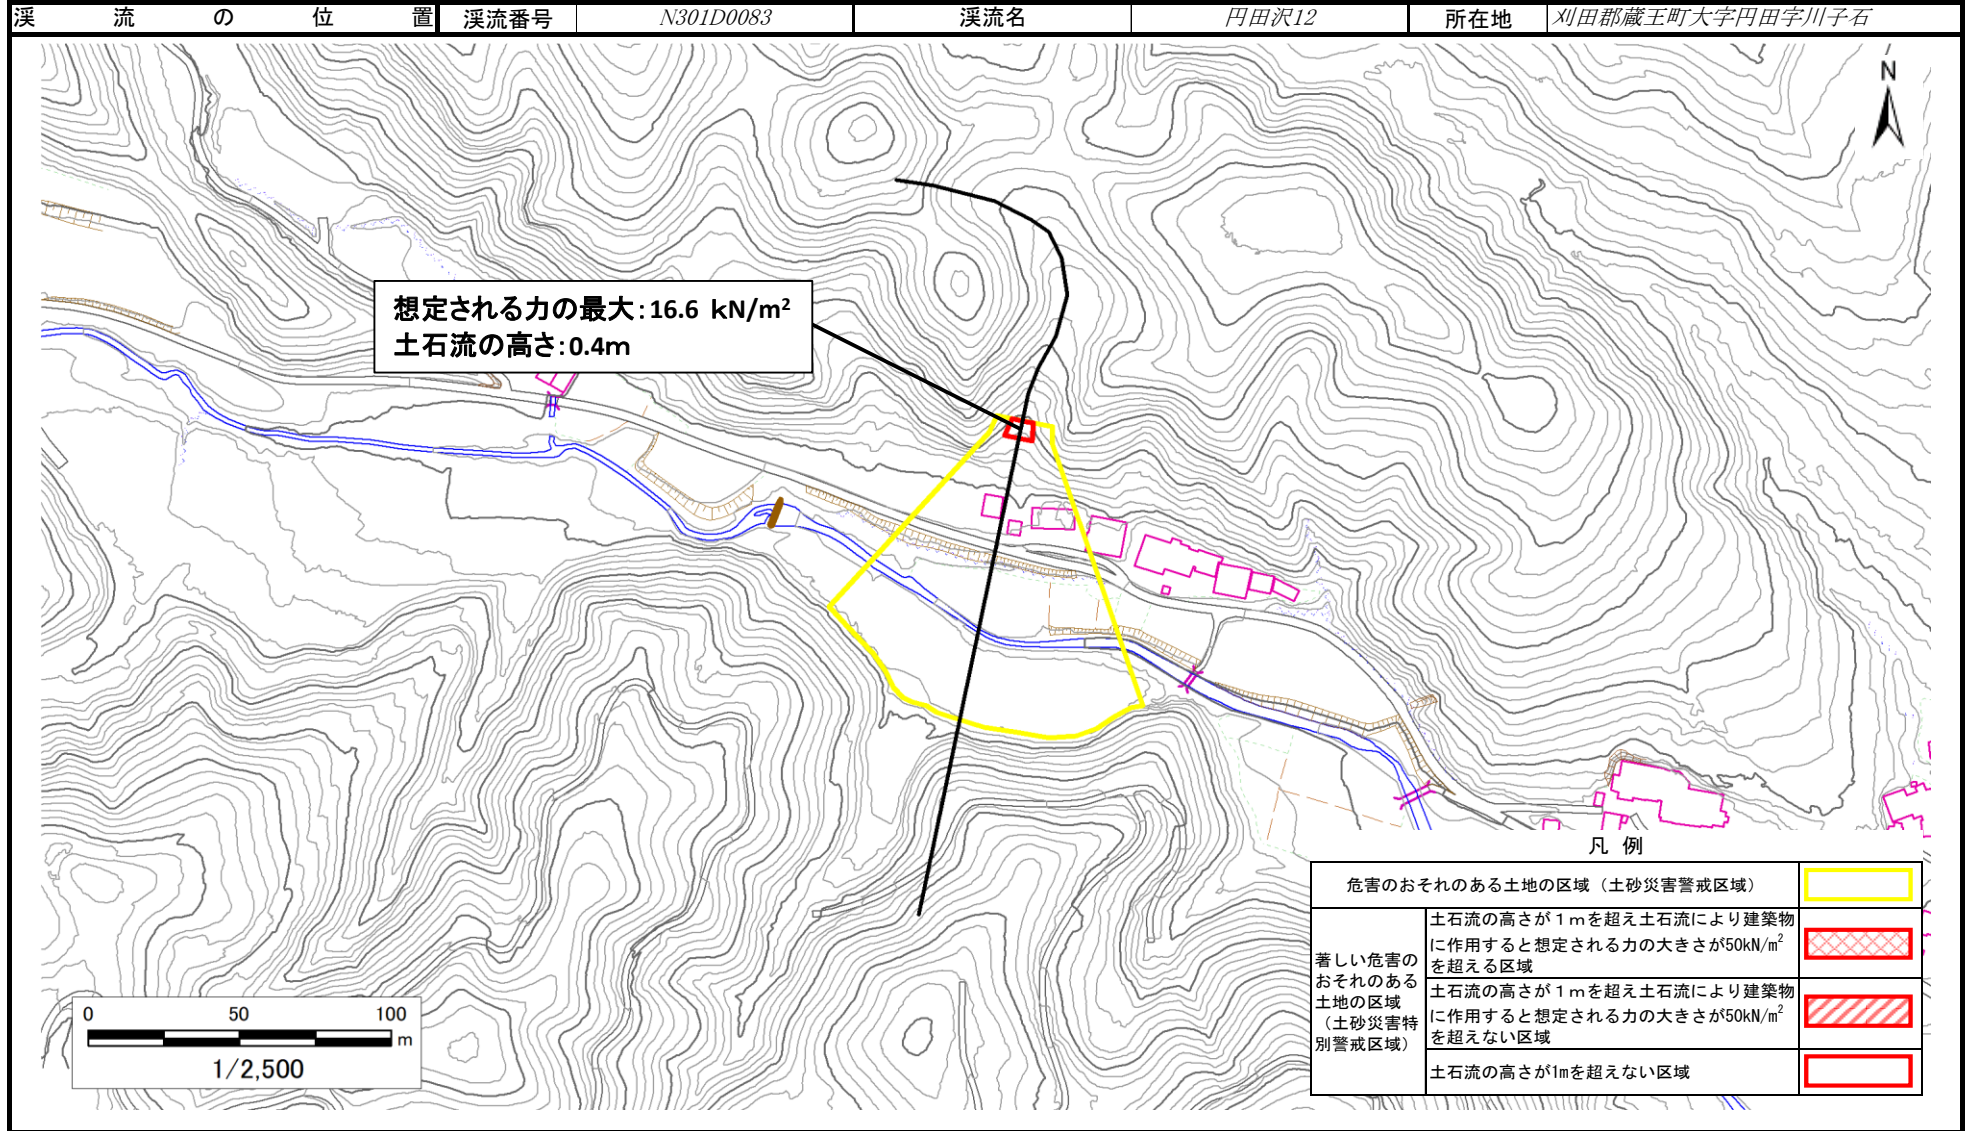 渓流の位置 渓流番号 N301D0083 渓流名 円田沢12 所在地 刈田郡蔵王町大字円田字川子石
N
想定される力の最大:16.6 kN/m²
土石流の高さ:0.4m
凡 例
危害のおそれのある土地の区域（土砂災害警戒区域）
著しい危害の
おそれのある
土地の区域
（土砂災害特
別警戒区域）
土石流の高さが１ｍを超え土石流により建築物
に作用すると想定される力の大きさが50kN/m²
を超える区域
土石流の高さが１ｍを超え土石流により建築物
に作用すると想定される力の大きさが50kN/m²
を超えない区域
土石流の高さが1mを超えない区域
0 50 100
m
1/2,500